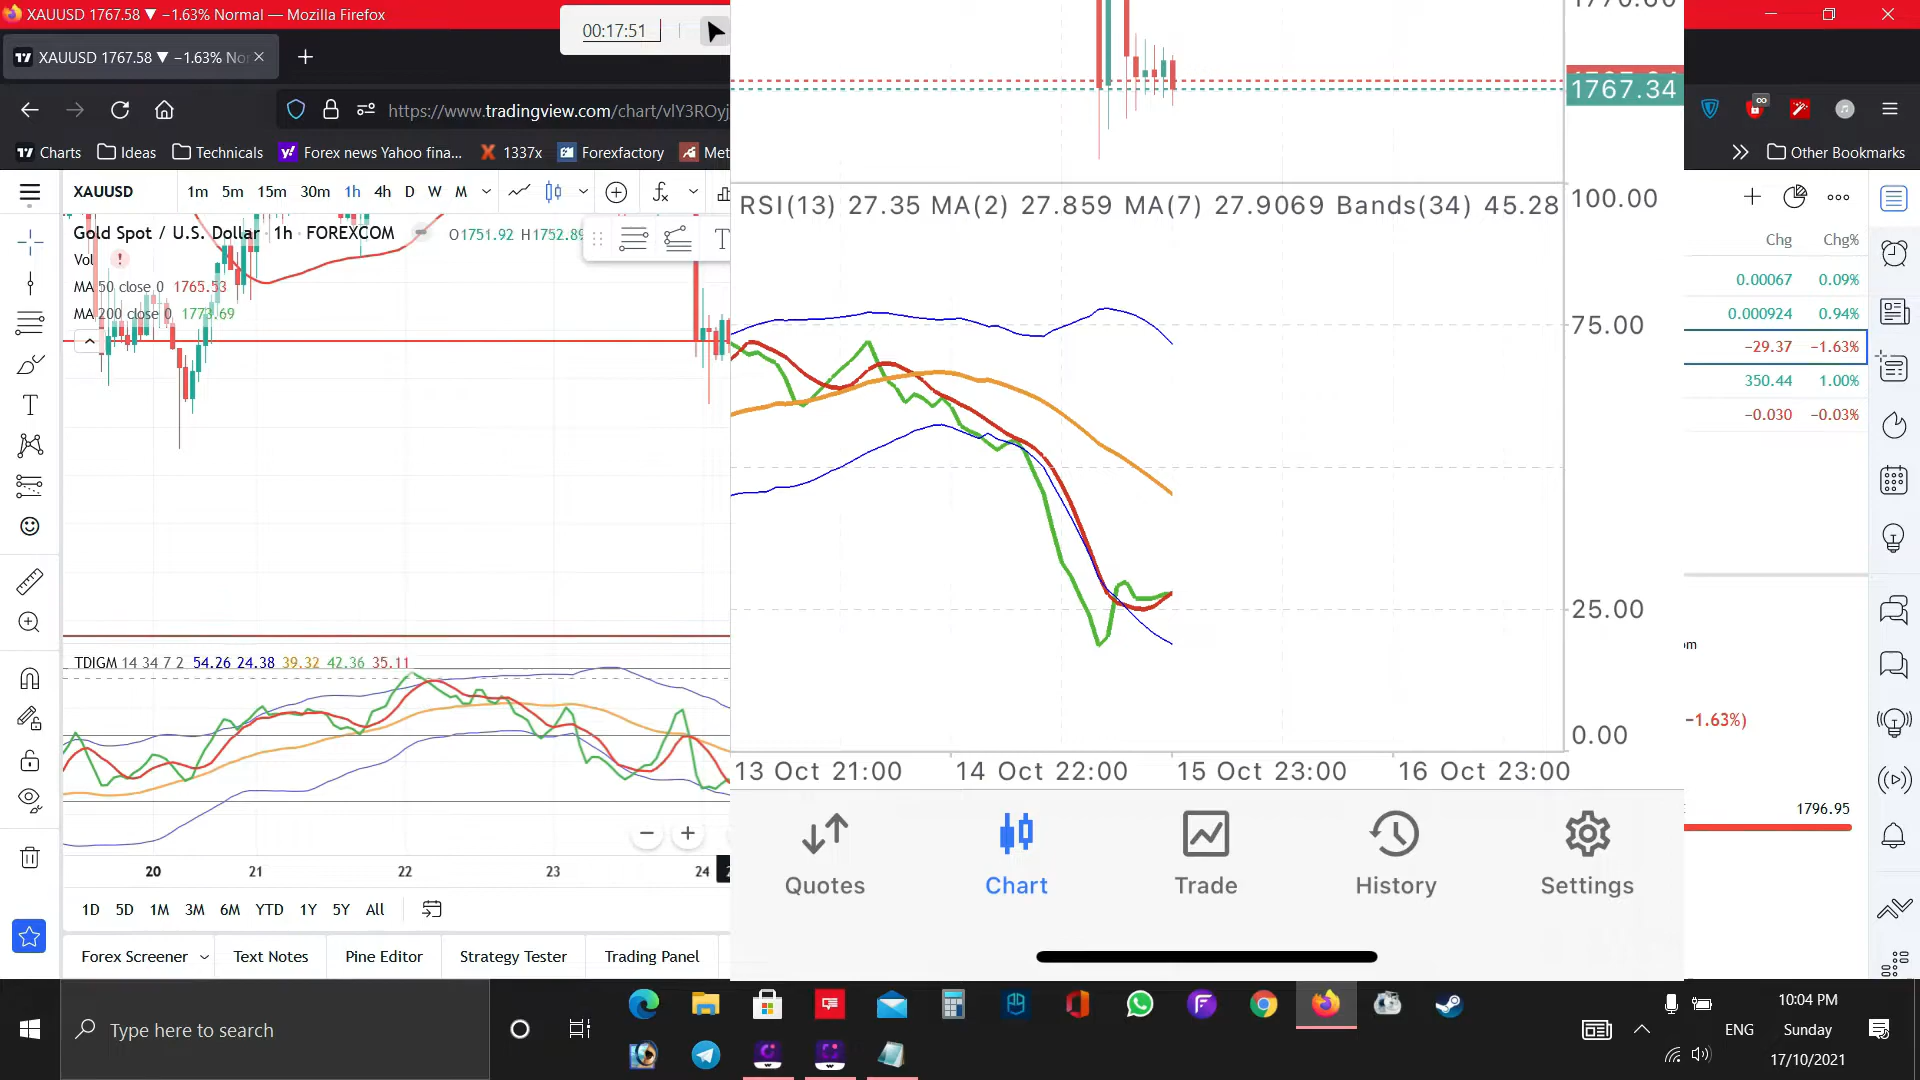 XAUUSD 1767.58 ▼ −1.63% Normal — Mozilla Firefox
00:17:51
XAUUSD 1767.58 ▼ −1.63% No
https://www.tradingview.com/chart/vlY3ROyj
Charts Ideas Technicals Forex news Yahoo fina... 1337x Forexfactory Met
Other Bookmarks
XAUUSD 1m 5m 15m 30m 1h 4h D W M
Gold Spot / U.S. Dollar 1h · FOREXCOM O1751.92 H1752.89
Vol
MA 50 close 0 1765.53
MA 200 close 0 1773.69
TDIGM 14 34 7 2 54.26 24.38 39.32 42.36 35.11
20 21 22 23 24
1D 5D 1M 3M 6M YTD 1Y 5Y All
Forex Screener Text Notes Pine Editor Strategy Tester Trading Panel
1767.34
RSI(13) 27.35 MA(2) 27.859 MA(7) 27.9069 Bands(34) 45.28
100.00
75.00
25.00
0.00
13 Oct 21:00 14 Oct 22:00 15 Oct 23:00 16 Oct 23:00
Quotes Chart Trade History Settings
Chg Chg%
0.00067 0.09%
0.000924 0.94%
−29.37 −1.63%
350.44 1.00%
−0.030 −0.03%
om
−1.63%)
1796.95
Type here to search
ENG
10:04 PM
Sunday
17/10/2021